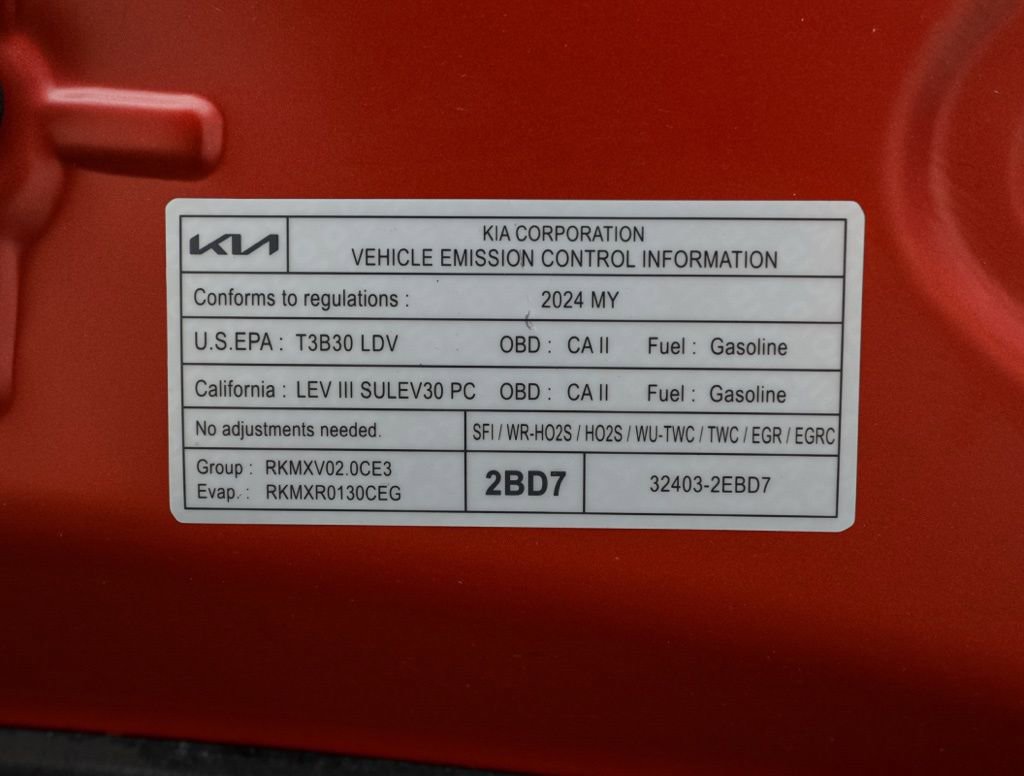 KIA
KIA CORPORATION
VEHICLE EMISSION CONTROL INFORMATION
Conforms to regulations : 2024 MY
U.S.EPA : T3B30 LDV OBD : CA II Fuel : Gasoline
California : LEV III SULEV30 PC OBD : CA II Fuel : Gasoline
No adjustments needed. SFI / WR-HO2S / HO2S / WU-TWC / TWC / EGR / EGRC
Group : RKMXV02.0CE3
Evap. : RKMXR0130CEG
2BD7 32403-2EBD7